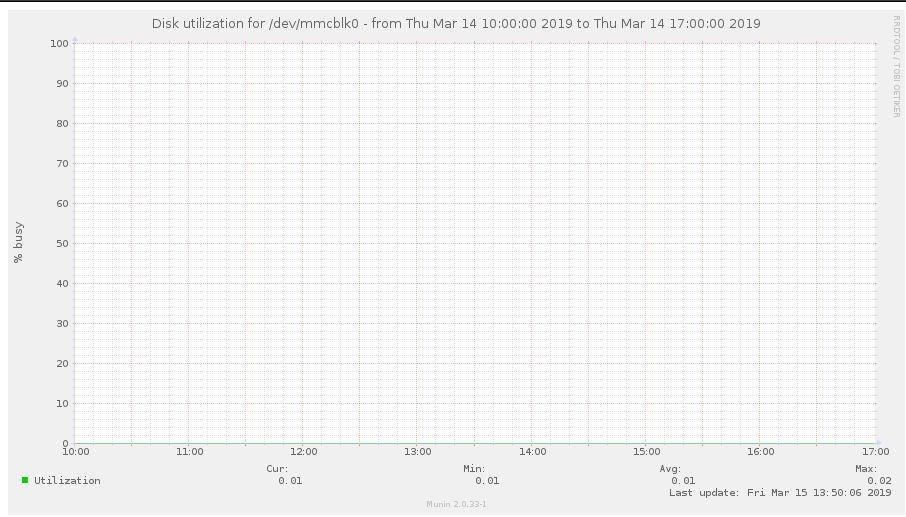 Disk utilization for /dev/mmcblk0 - from Thu Mar 14 10:00:00 2019 to Thu Mar 14 17:00:00 2019
RRDTOOL / TOBI OETIKER
% busy
100
90
80
70
60
50
40
30
20
10
0
10:00 11:00 12:00 13:00 14:00 15:00 16:00 17:00
Cur: Min: Avg: Max:
Utilization 0.01 0.01 0.01 0.02
Last update: Fri Mar 15 13:50:06 2019
Munin 2.0.33-1